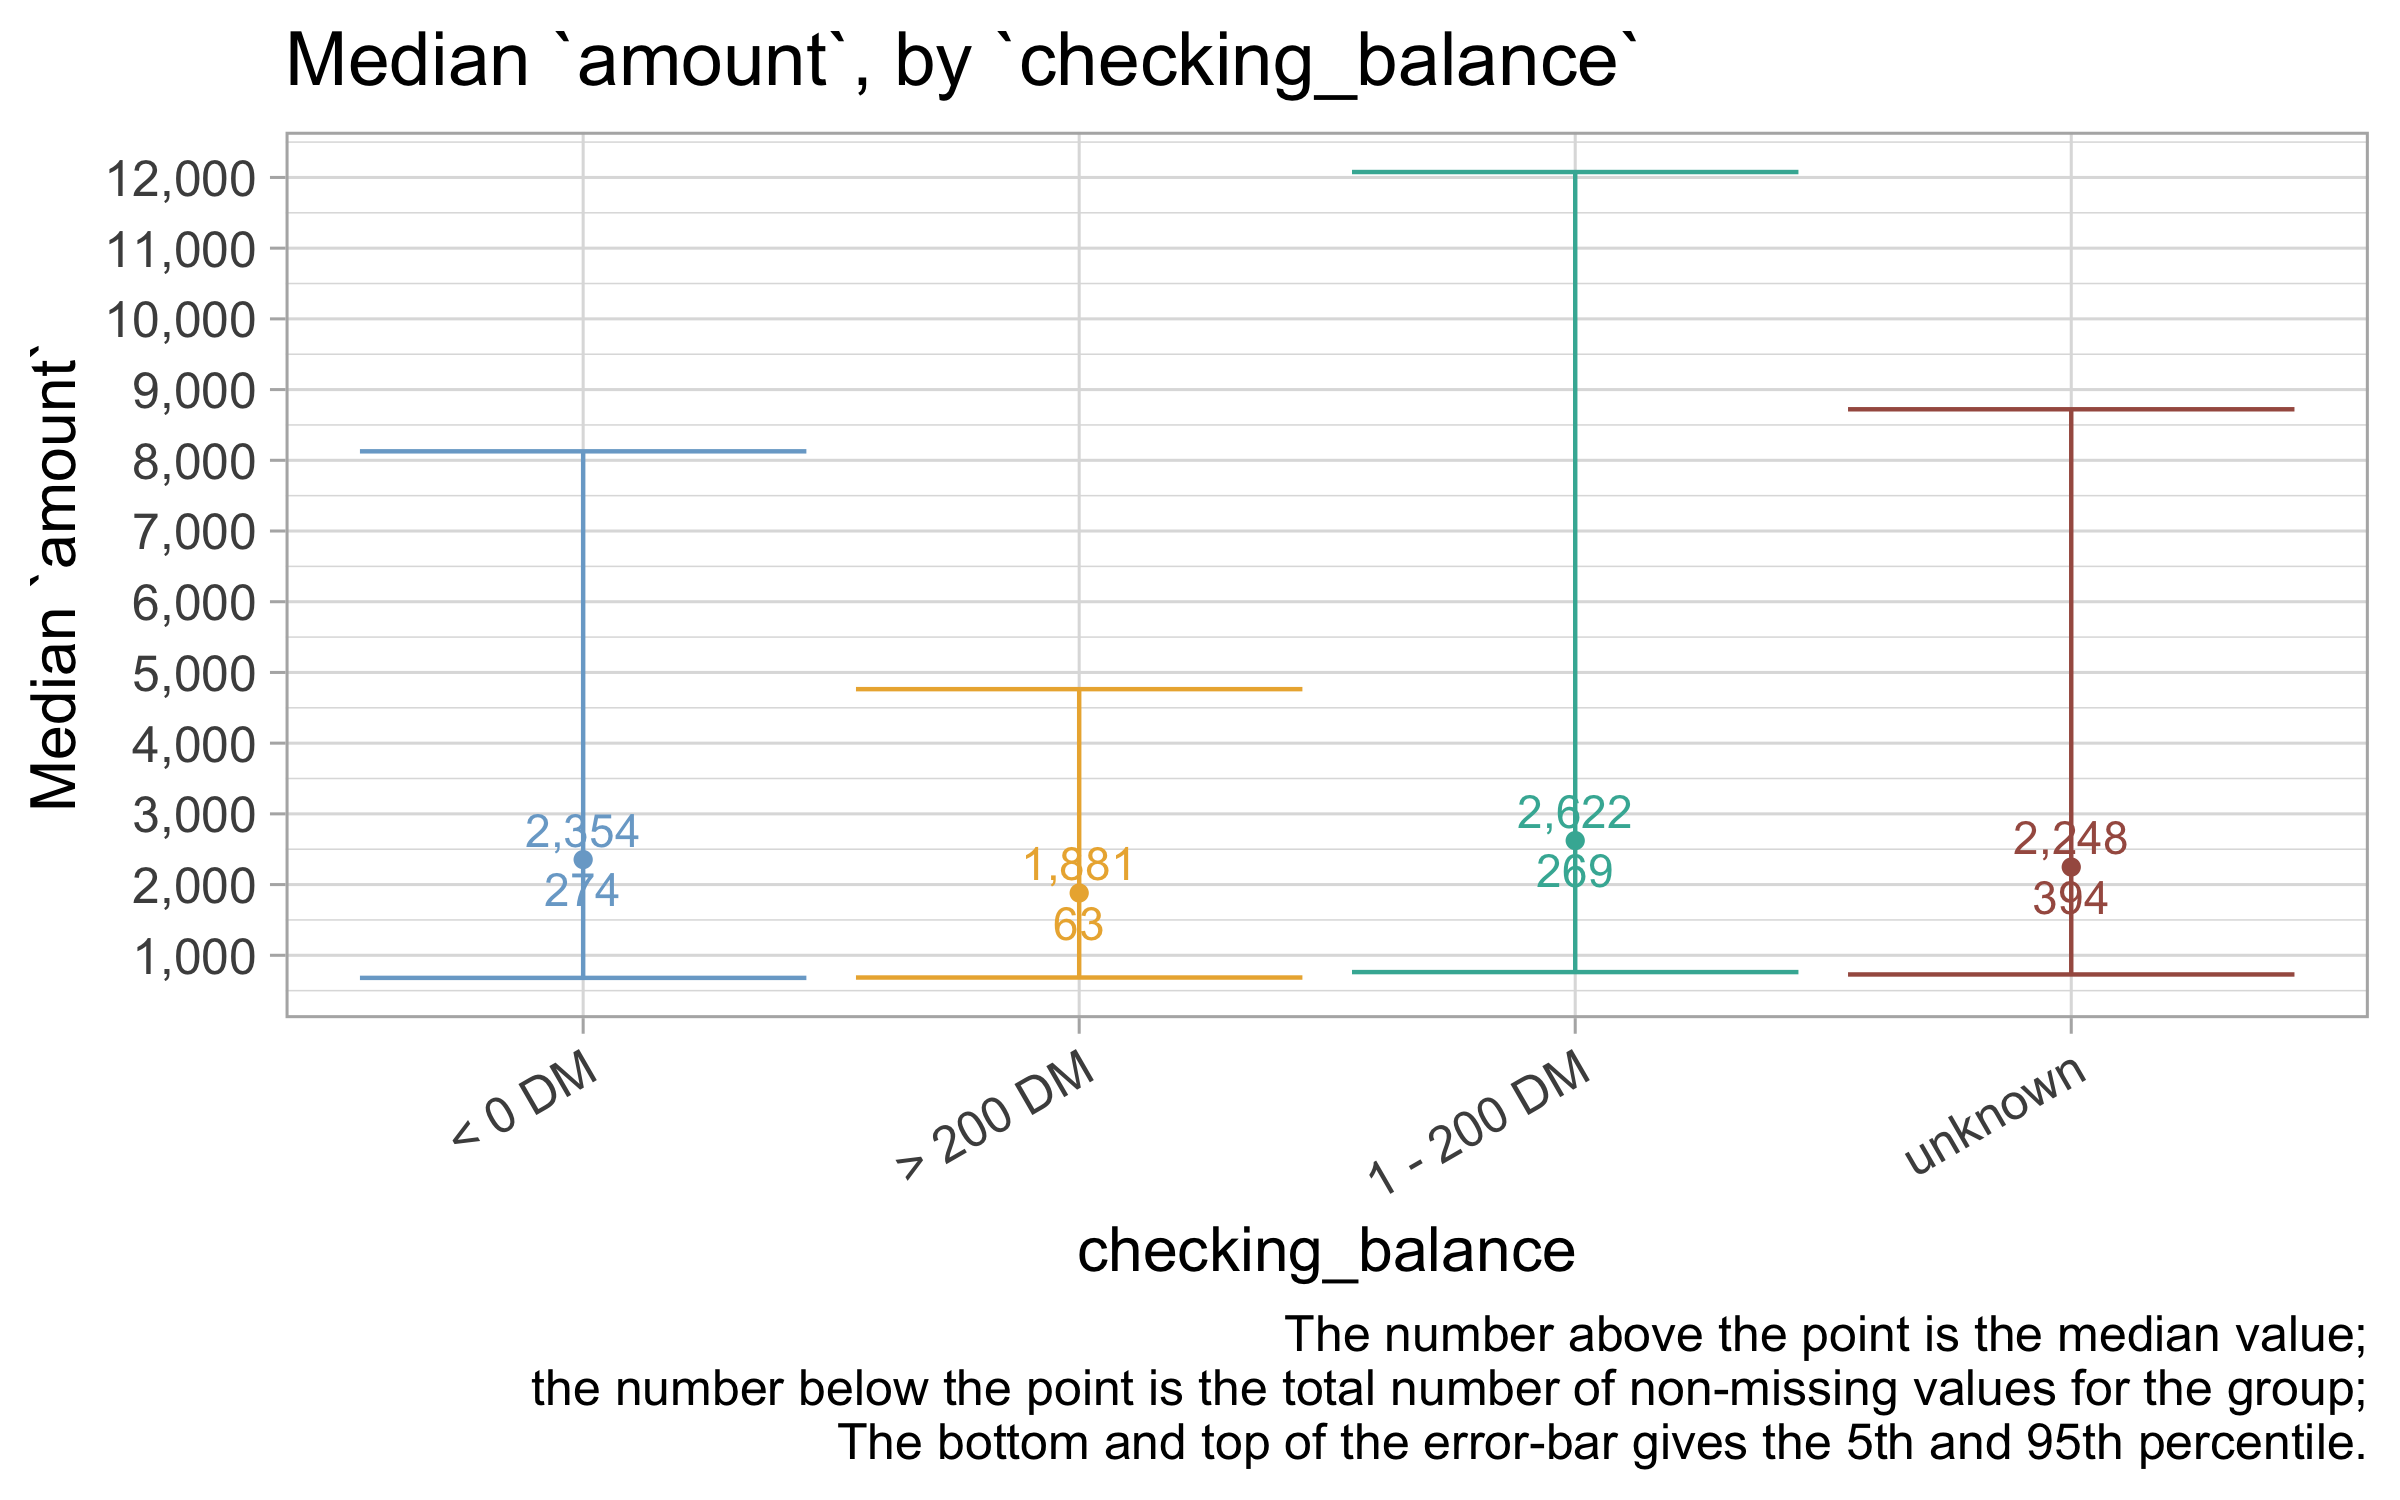 Median `amount`, by `checking_balance`
Median `amount`
12,000
11,000
10,000
9,000
8,000
7,000
6,000
5,000
4,000
3,000
2,000
1,000
2,354
274
1,881
63
2,622
269
2,248
394
< 0 DM
> 200 DM
1 - 200 DM
unknown
checking_balance
The number above the point is the median value;
the number below the point is the total number of non-missing values for the group;
The bottom and top of the error-bar gives the 5th and 95th percentile.